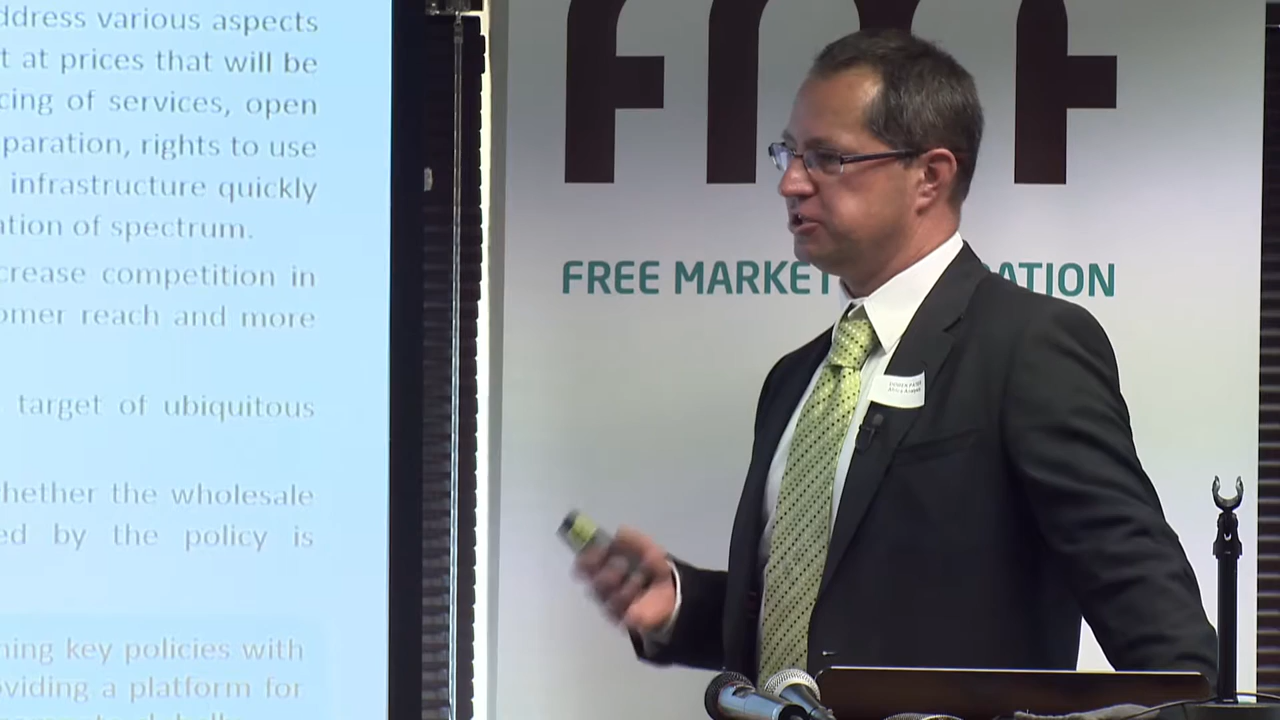 ddress various aspects
t at prices that will be
cing of services, open
paration, rights to use
infrastructure quickly
ation of spectrum.
crease competition in
omer reach and more
target of ubiquitous
hether the wholesale
ed by the policy is
ning key policies with
oviding a platform for
FMF
FREE MARKET ATION